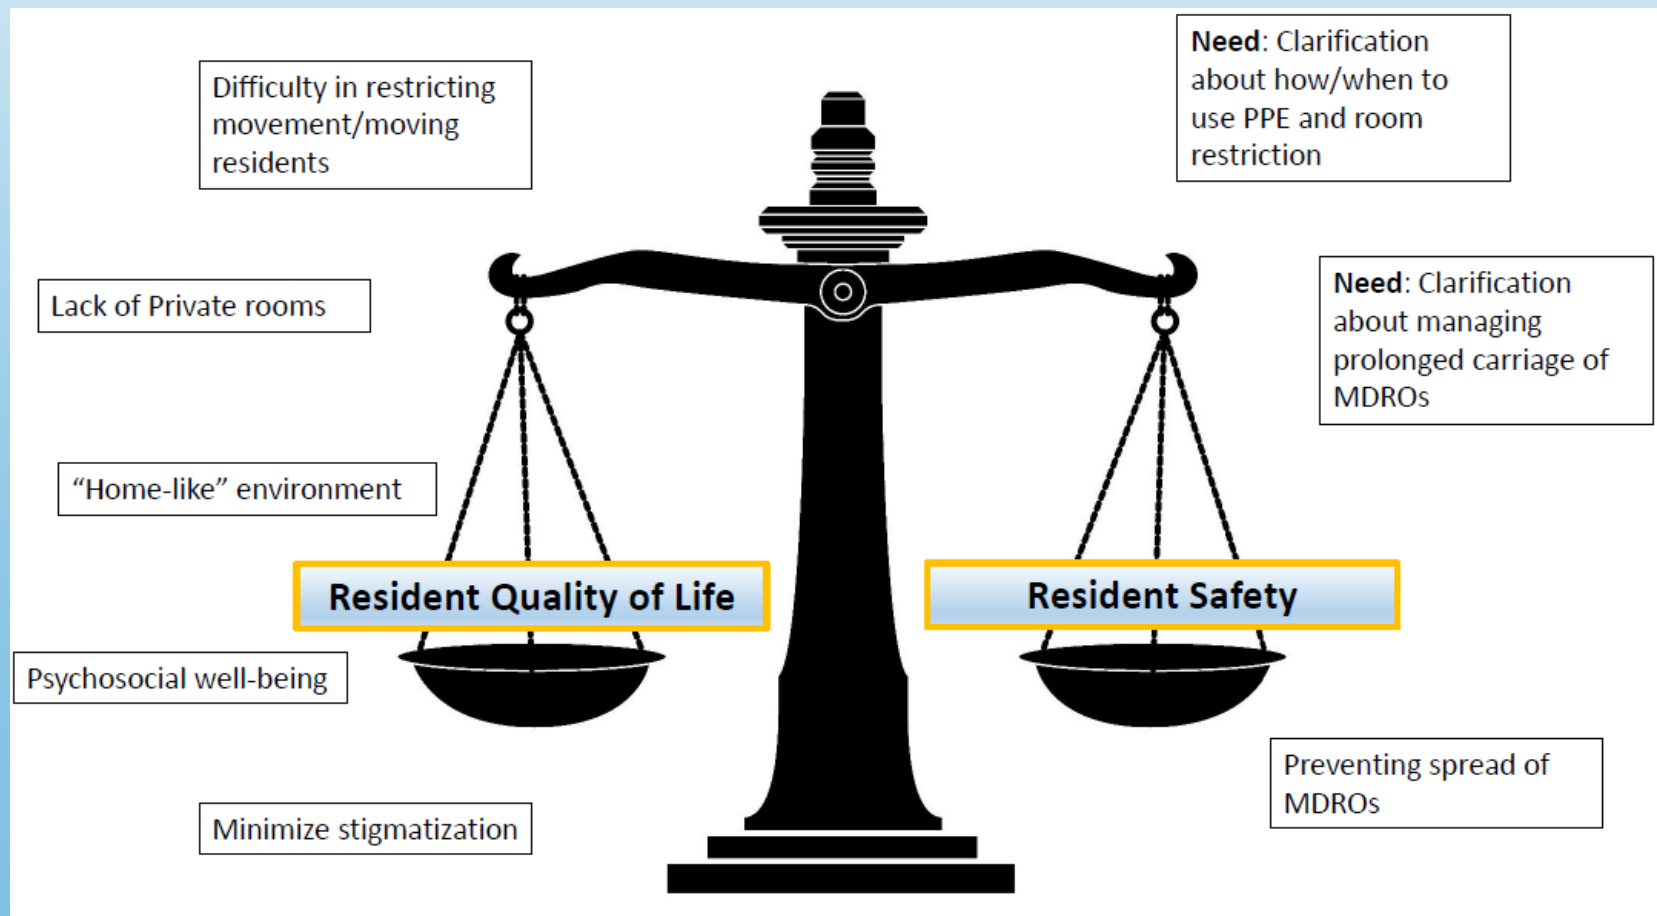 Difficulty in restricting
movement/moving
residents
Lack of Private rooms
“Home-like” environment
Resident Quality of Life
Psychosocial well-being
Minimize stigmatization
Need: Clarification
about how/when to
use PPE and room
restriction
Need: Clarification
about managing
prolonged carriage of
MDROs
Resident Safety
Preventing spread of
MDROs